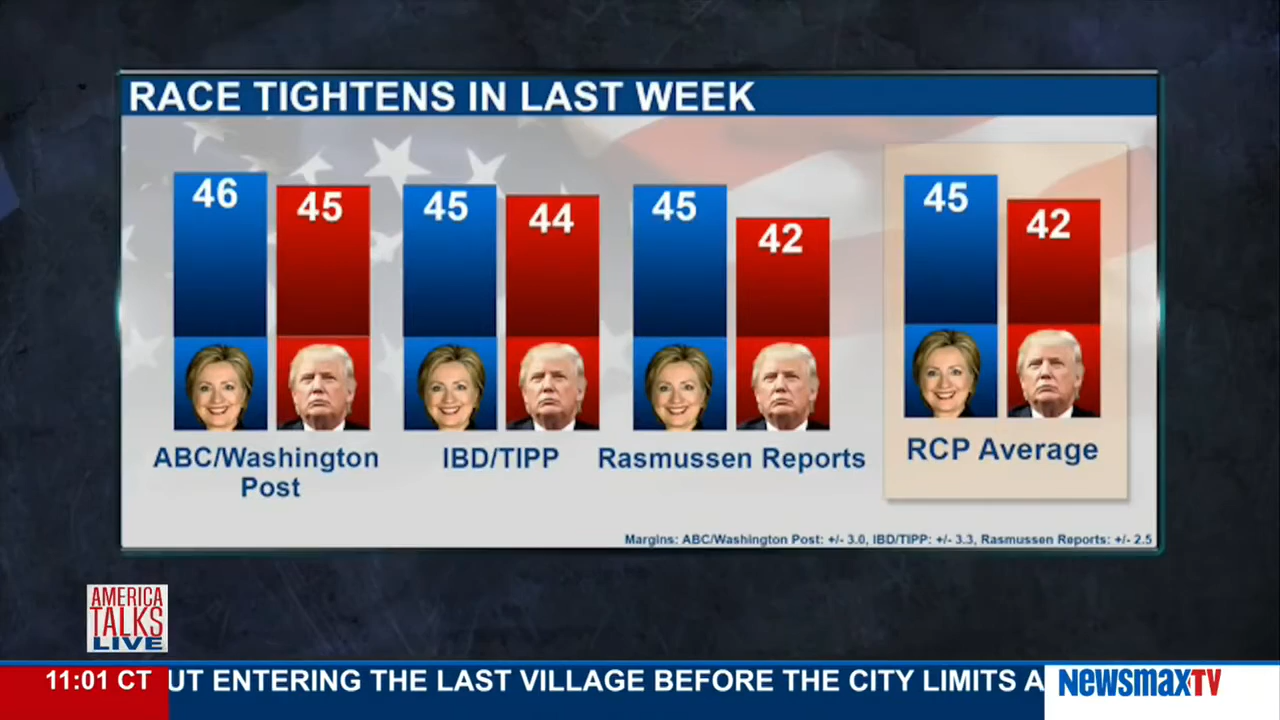 RACE TIGHTENS IN LAST WEEK
46
45
45
44
45
42
45
42
ABC/Washington
Post
IBD/TIPP
Rasmussen Reports
RCP Average
Margins: ABC/Washington Post: +/- 3.0, IBD/TIPP: +/- 3.3, Rasmussen Reports: +/- 2.5
AMERICA
TALKS
LIVE
11:01 CT
UT ENTERING THE LAST VILLAGE BEFORE THE CITY LIMITS A
NEWSMAXTV